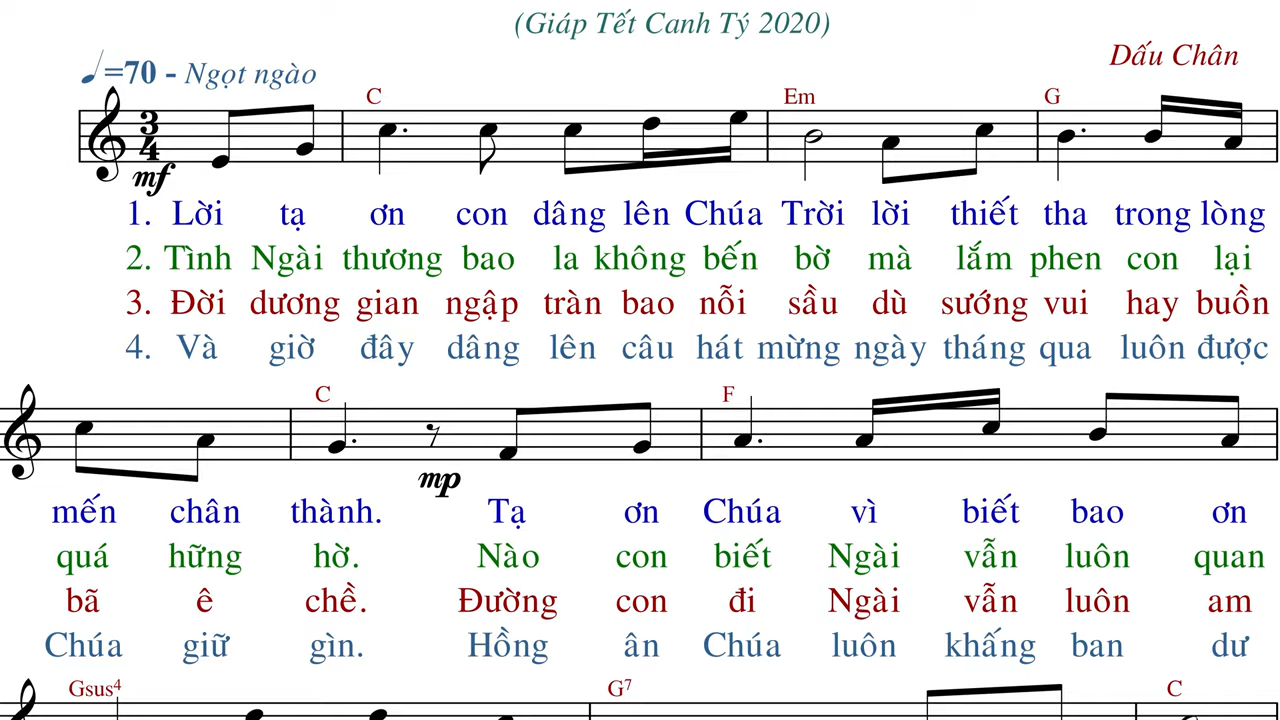 (Giáp Tết Canh Tý 2020)
Dấu Chân
=70 - Ngọt ngào
C Em G
3
4
mf
1. Lời tạ ơn con dâng lên Chúa Trời lời thiết tha trong lòng
2. Tình Ngài thương bao la không bến bờ mà lắm phen con lại
3. Đời dương gian ngập tràn bao nỗi sầu dù sướng vui hay buồn
4. Và giờ đây dâng lên câu hát mừng ngày tháng qua luôn được
C F
mp
mến chân thành. Tạ ơn Chúa vì biết bao ơn
quá hững hờ. Nào con biết Ngài vẫn luôn quan
bã ê chề. Đường con đi Ngài vẫn luôn am
Chúa giữ gìn. Hồng ân Chúa luôn khấng ban dư
Gsus4 G7 C